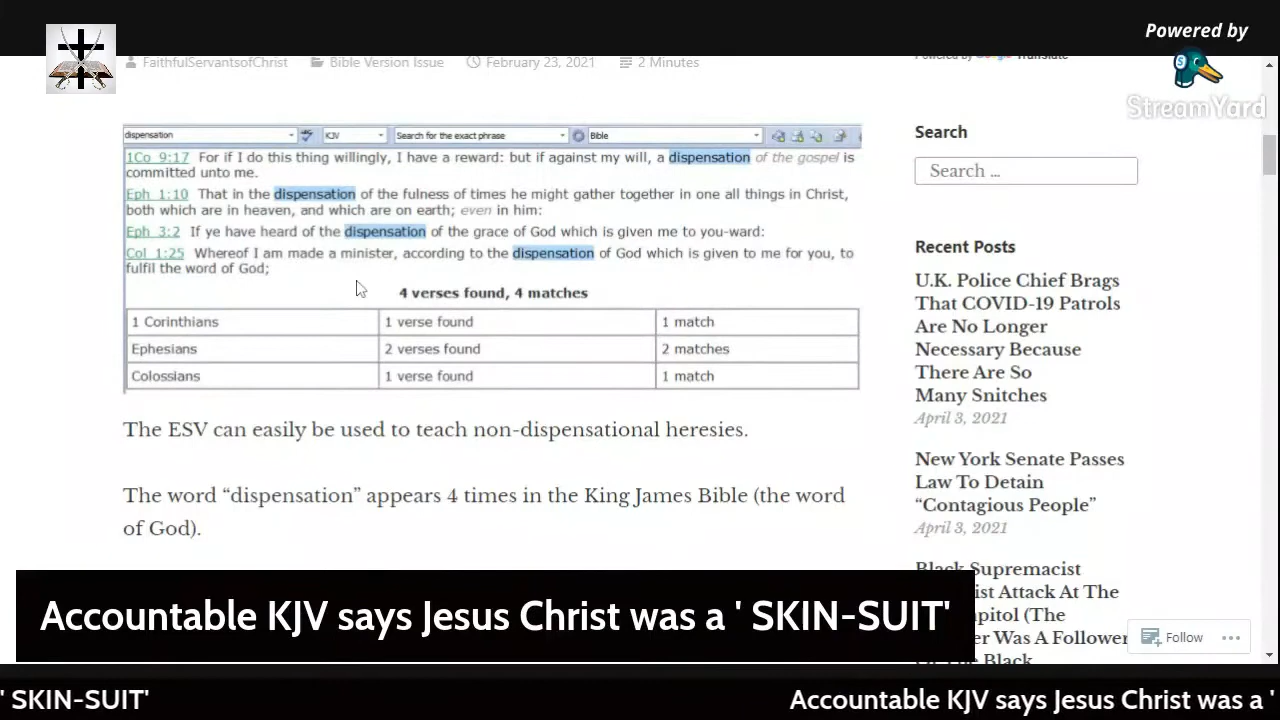 Powered by
StreamYard
FaithfulServantsofChrist Bible Version Issue February 23, 2021 2 Minutes
dispensation KJV Search for the exact phrase Bible
1Co 9:17 For if I do this thing willingly, I have a reward: but if against my will, a dispensation of the gospel is
committed unto me.
Eph 1:10 That in the dispensation of the fulness of times he might gather together in one all things in Christ,
both which are in heaven, and which are on earth; even in him:
Eph 3:2 If ye have heard of the dispensation of the grace of God which is given me to you-ward:
Col 1:25 Whereof I am made a minister, according to the dispensation of God which is given to me for you, to
fulfil the word of God;
4 verses found, 4 matches
1 Corinthians 1 verse found 1 match
Ephesians 2 verses found 2 matches
Colossians 1 verse found 1 match
The ESV can easily be used to teach non-dispensational heresies.
The word “dispensation” appears 4 times in the King James Bible (the word
of God).
Search
Search ...
Recent Posts
U.K. Police Chief Brags
That COVID-19 Patrols
Are No Longer
Necessary Because
There Are So
Many Snitches
April 3, 2021
New York Senate Passes
Law To Detain
“Contagious People”
April 3, 2021
Black Supremacist
ist Attack At The
apitol (The
er Was A Follower
Of The Black
Follow
Accountable KJV says Jesus Christ was a ' SKIN-SUIT'
' SKIN-SUIT' Accountable KJV says Jesus Christ was a '